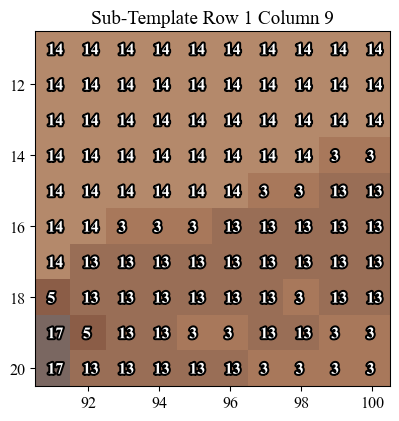 Sub-Template Row 1 Column 9
14 14 14 14 14 14 14 14 14 14
12 14 14 14 14 14 14 14 14 14 14
14 14 14 14 14 14 14 14 14 14
14 14 14 14 14 14 14 14 14 3 3
14 14 14 14 14 14 3 3 13 13
16 14 14 3 3 3 13 13 13 13 13
14 13 13 13 13 13 13 13 13 13
18 5 13 13 13 13 13 13 3 13 13
17 5 13 13 3 3 13 13 3 3
20 17 13 13 13 13 13 3 3 3 3
92 94 96 98 100